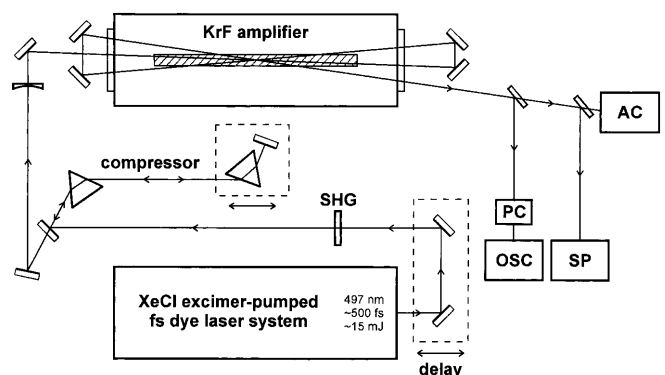 KrF amplifier
AC
compressor
PC
SHG
OSC
SP
XeCl excimer-pumped
fs dye laser system
497 nm
~500 fs
~15 mJ
delay